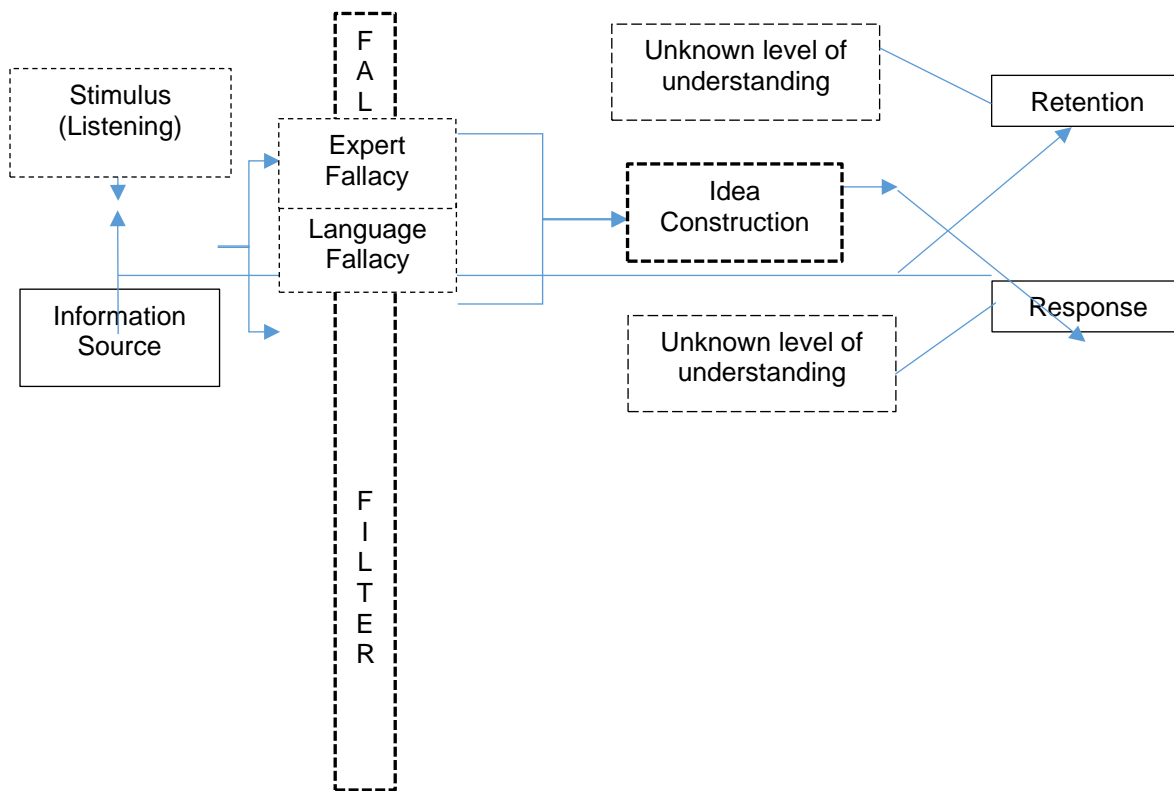 F
A
L
Stimulus
(Listening)
Expert
Fallacy
Language
Fallacy
Information
Source
F
I
L
T
E
R
Unknown level of
understanding
Idea
Construction
Unknown level of
understanding
Retention
Response